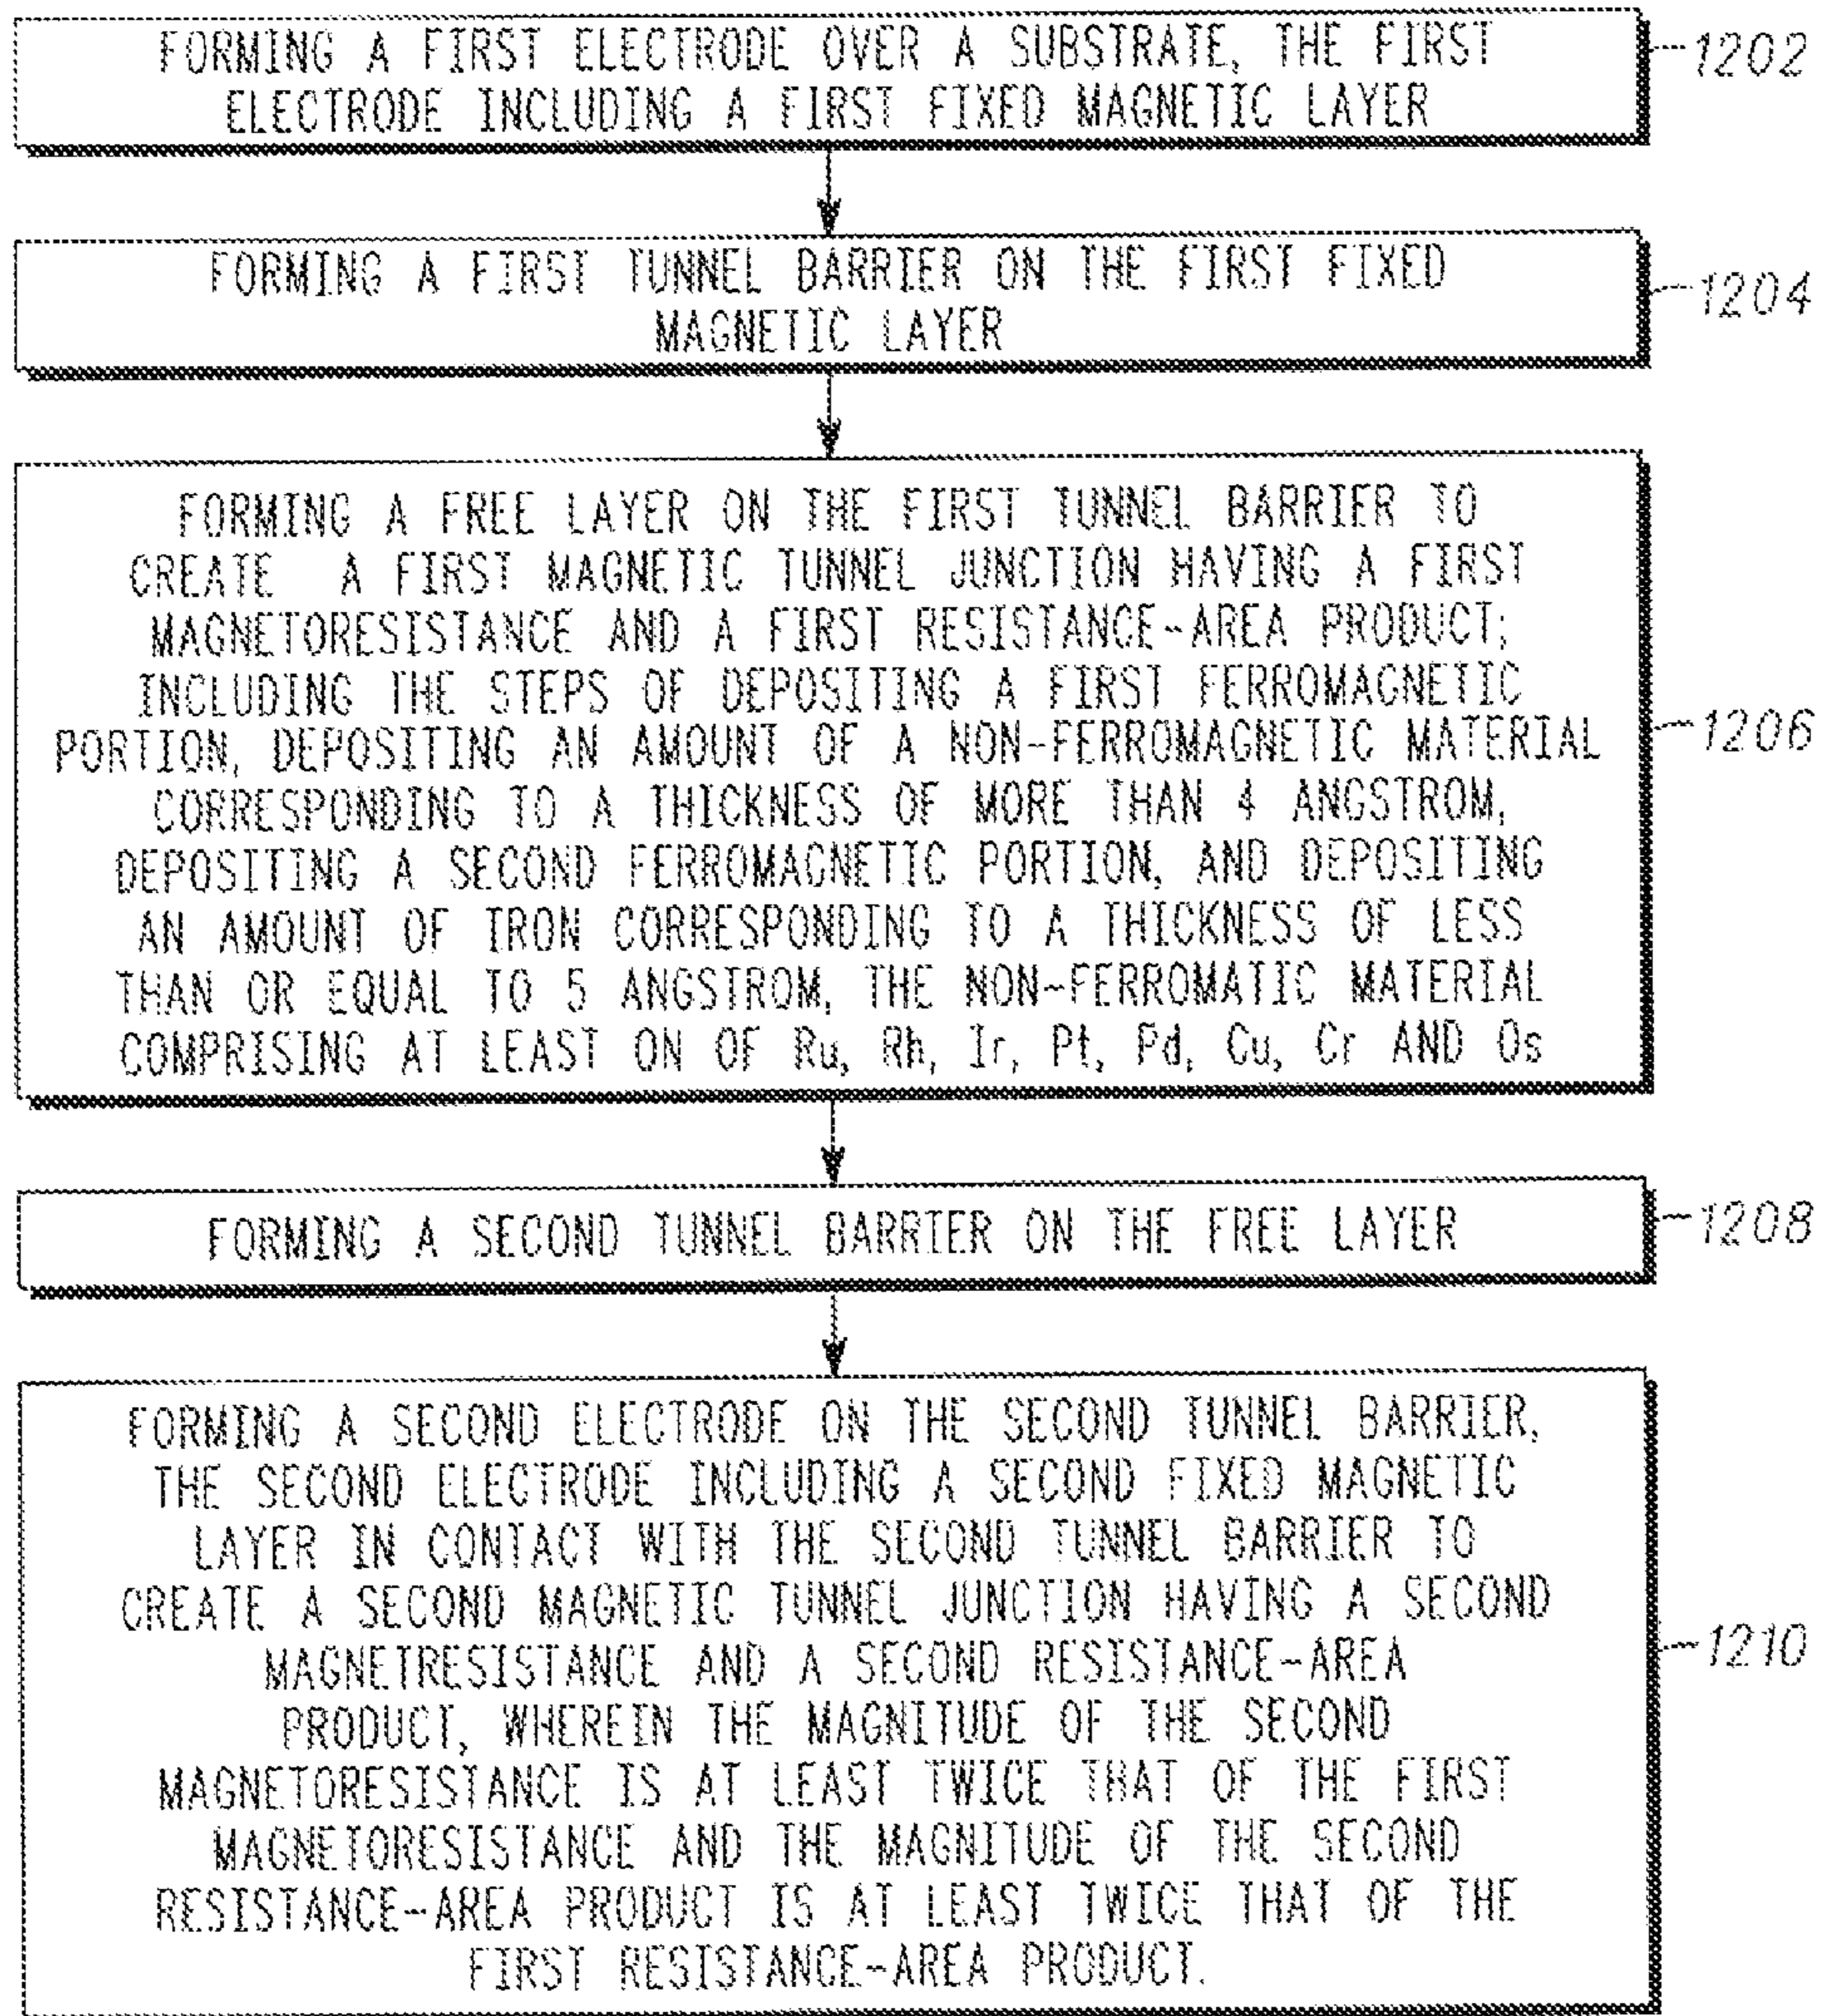 FORMING A FIRST ELECTRODE OVER A SUBSTRATE, THE FIRST
ELECTRODE INCLUDING A FIRST FIXED MAGNETIC LAYER
1202
FORMING A FIRST TUNNEL BARRIER ON THE FIRST FIXED
MAGNETIC LAYER
1204
FORMING A FREE LAYER ON THE FIRST TUNNEL BARRIER TO
CREATE A FIRST MAGNETIC TUNNEL JUNCTION HAVING A FIRST
MAGNETORESISTANCE AND A FIRST RESISTANCE-AREA PRODUCT;
INCLUDING THE STEPS OF DEPOSITING A FIRST FERROMAGNETIC
PORTION, DEPOSITING AN AMOUNT OF A NON-FERROMAGNETIC MATERIAL
CORRESPONDING TO A THICKNESS OF MORE THAN 4 ANGSTROM,
DEPOSITING A SECOND FERROMAGNETIC PORTION, AND DEPOSITING
AN AMOUNT OF IRON CORRESPONDING TO A THICKNESS OF LESS
THAN OR EQUAL TO 5 ANGSTROM, THE NON-FERROMATIC MATERIAL
COMPRISING AT LEAST ON OF Ru, Rh, Ir, Pt, Pd, Cu, Cr AND Os
1206
FORMING A SECOND TUNNEL BARRIER ON THE FREE LAYER
1208
FORMING A SECOND ELECTRODE ON THE SECOND TUNNEL BARRIER,
THE SECOND ELECTRODE INCLUDING A SECOND FIXED MAGNETIC
LAYER IN CONTACT WITH THE SECOND TUNNEL BARRIER TO
CREATE A SECOND MAGNETIC TUNNEL JUNCTION HAVING A SECOND
MAGNETRESISTANCE AND A SECOND RESISTANCE-AREA
PRODUCT, WHEREIN THE MAGNITUDE OF THE SECOND
MAGNETORESISTANCE IS AT LEAST TWICE THAT OF THE FIRST
MAGNETORESISTANCE AND THE MAGNITUDE OF THE SECOND
RESISTANCE-AREA PRODUCT IS AT LEAST TWICE THAT OF THE
FIRST RESISTANCE-AREA PRODUCT.
1210